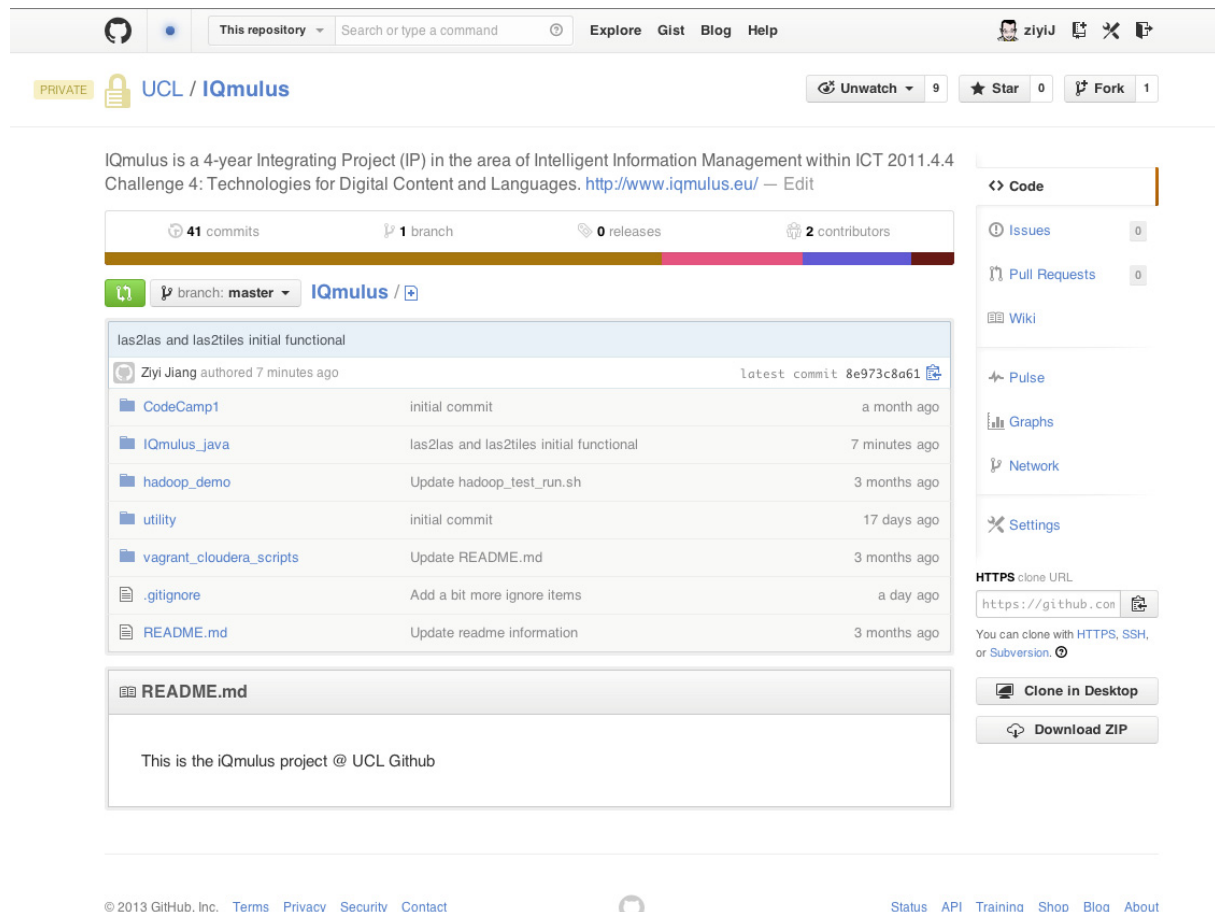 This repository Search or type a command Explore Gist Blog Help ziyiJ
PRIVATE UCL / IQmulus Unwatch 9 Star 0 Fork 1
IQmulus is a 4-year Integrating Project (IP) in the area of Intelligent Information Management within ICT 2011.4.4
Challenge 4: Technologies for Digital Content and Languages. http://www.iqmulus.eu/ — Edit
41 commits 1 branch 0 releases 2 contributors
branch: master IQmulus /
las2las and las2tiles initial functional
Ziyi Jiang authored 7 minutes ago latest commit 8e973c8a61
CodeCamp1 initial commit a month ago
IQmulus_java las2las and las2tiles initial functional 7 minutes ago
hadoop_demo Update hadoop_test_run.sh 3 months ago
utility initial commit 17 days ago
vagrant_cloudera_scripts Update README.md 3 months ago
.gitignore Add a bit more ignore items a day ago
README.md Update readme information 3 months ago
README.md
This is the iQmulus project @ UCL Github
Code
Issues 0
Pull Requests 0
Wiki
Pulse
Graphs
Network
Settings
HTTPS clone URL
https://github.com
You can clone with HTTPS, SSH,
or Subversion.
Clone in Desktop
Download ZIP
© 2013 GitHub, Inc. Terms Privacy Security Contact Status API Training Shop Blog About